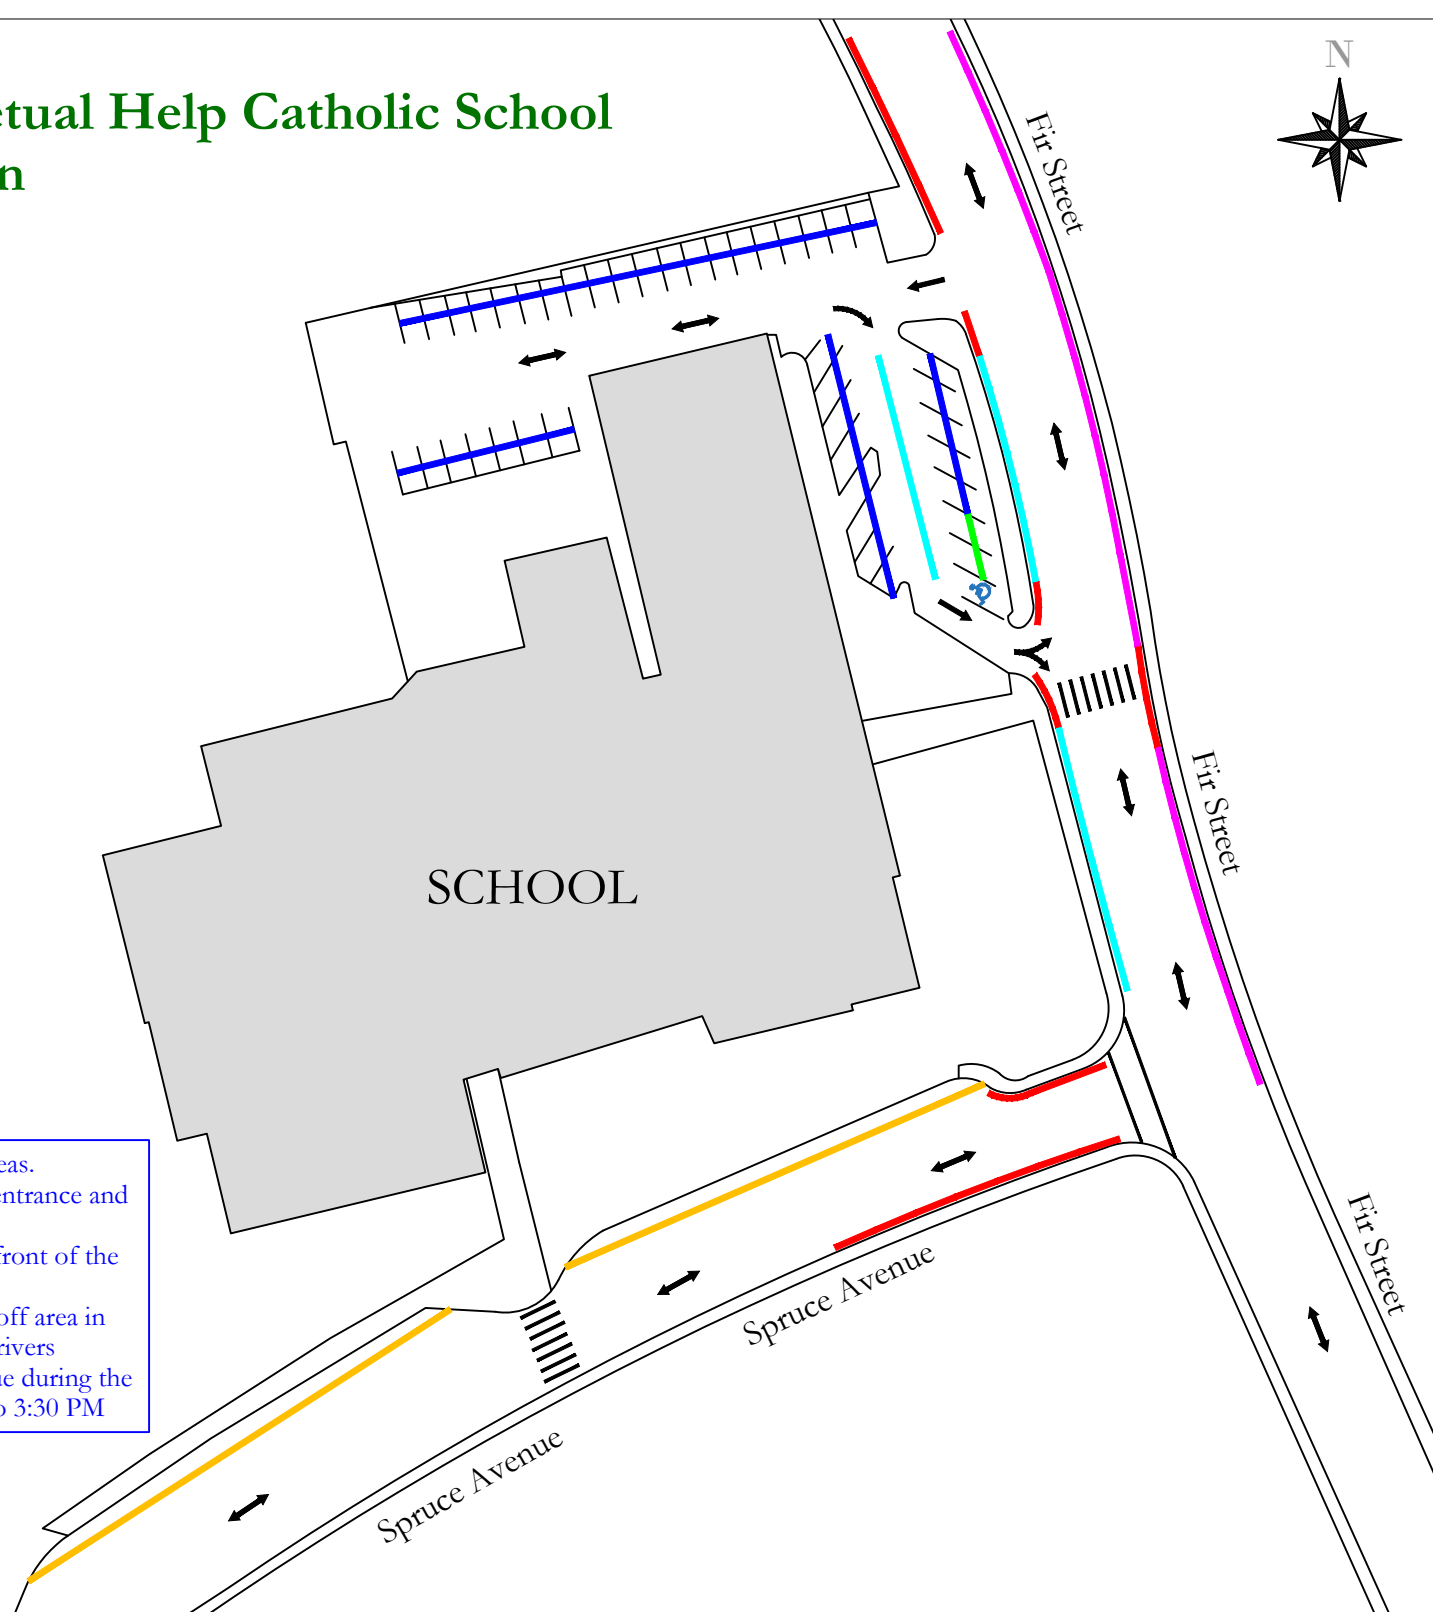 etual Help Catholic School
n
N
Fir Street
SCHOOL
Fir Street
eas.
entrance and
front of the
off area in
rivers
ue during the
o 3:30 PM
Fir Street
Spruce Avenue
Spruce Avenue